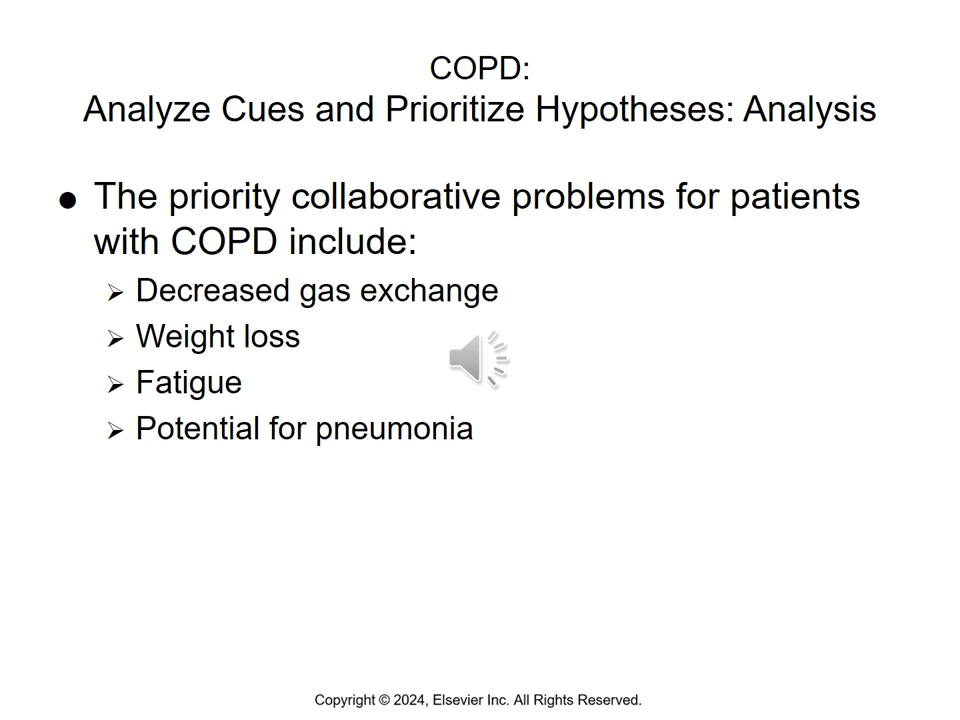 COPD:
Analyze Cues and Prioritize Hypotheses: Analysis
● The priority collaborative problems for patients
with COPD include:
➢ Decreased gas exchange
➢ Weight loss
➢ Fatigue
➢ Potential for pneumonia
Copyright © 2024, Elsevier Inc. All Rights Reserved.